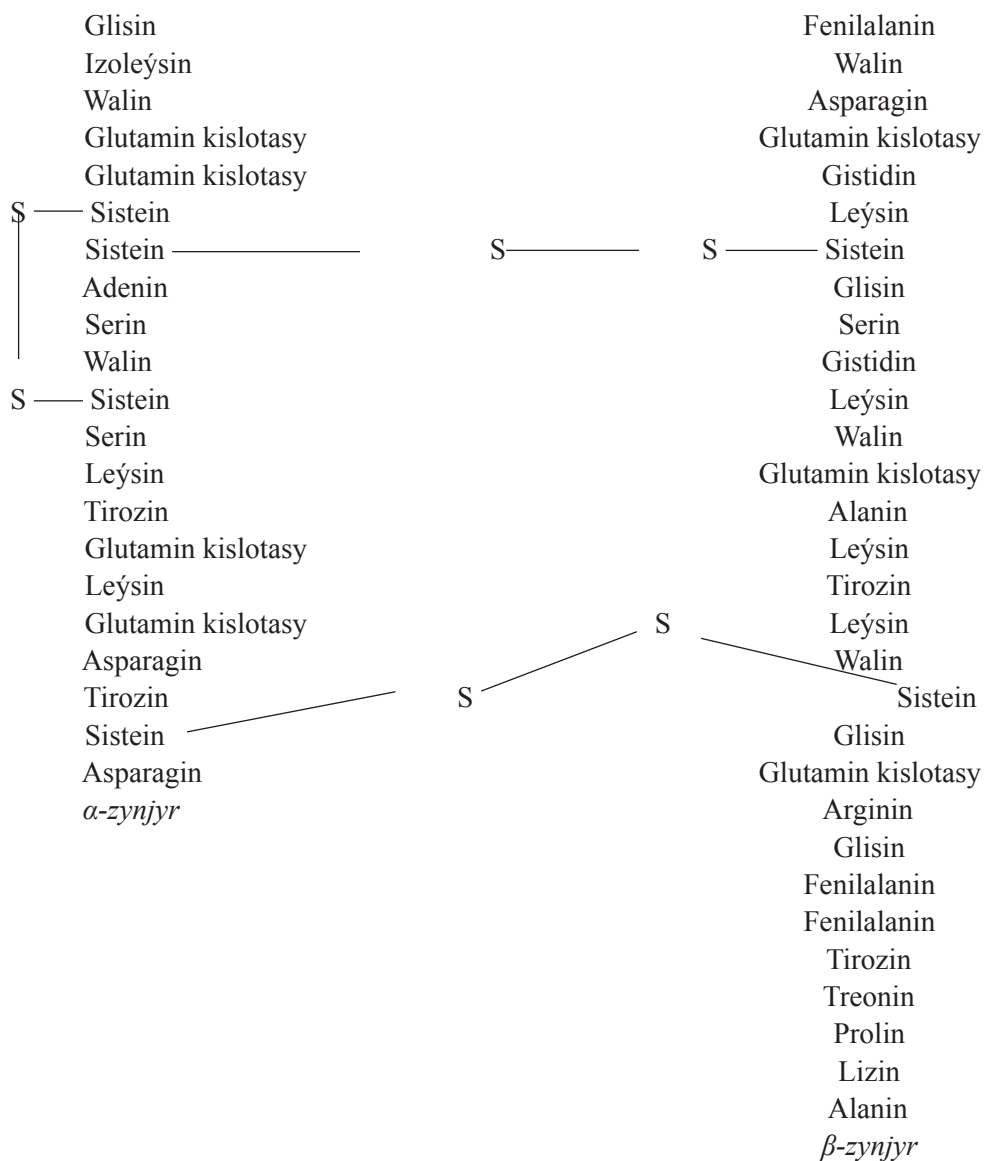 Glisin Fenilalanin
Izoleýsin Walin
Walin Asparagin
Glutamin kislotasy Glutamin kislotasy
Glutamin kislotasy Gistidin
S Sistein Leýsin
Sistein S S Sistein
Adenin Glisin
Serin Serin
Walin Gistidin
S Sistein Leýsin
Serin Walin
Leýsin Glutamin kislotasy
Tirozin Alanin
Glutamin kislotasy Leýsin
Leýsin Tirozin
Glutamin kislotasy S Leýsin
Asparagin Walin
Tirozin S Sistein
Sistein Glisin
Asparagin Glutamin kislotasy
α-zynjyr Arginin
Glisin
Fenilalanin
Fenilalanin
Tirozin
Treonin
Prolin
Lizin
Alanin
β-zynjyr